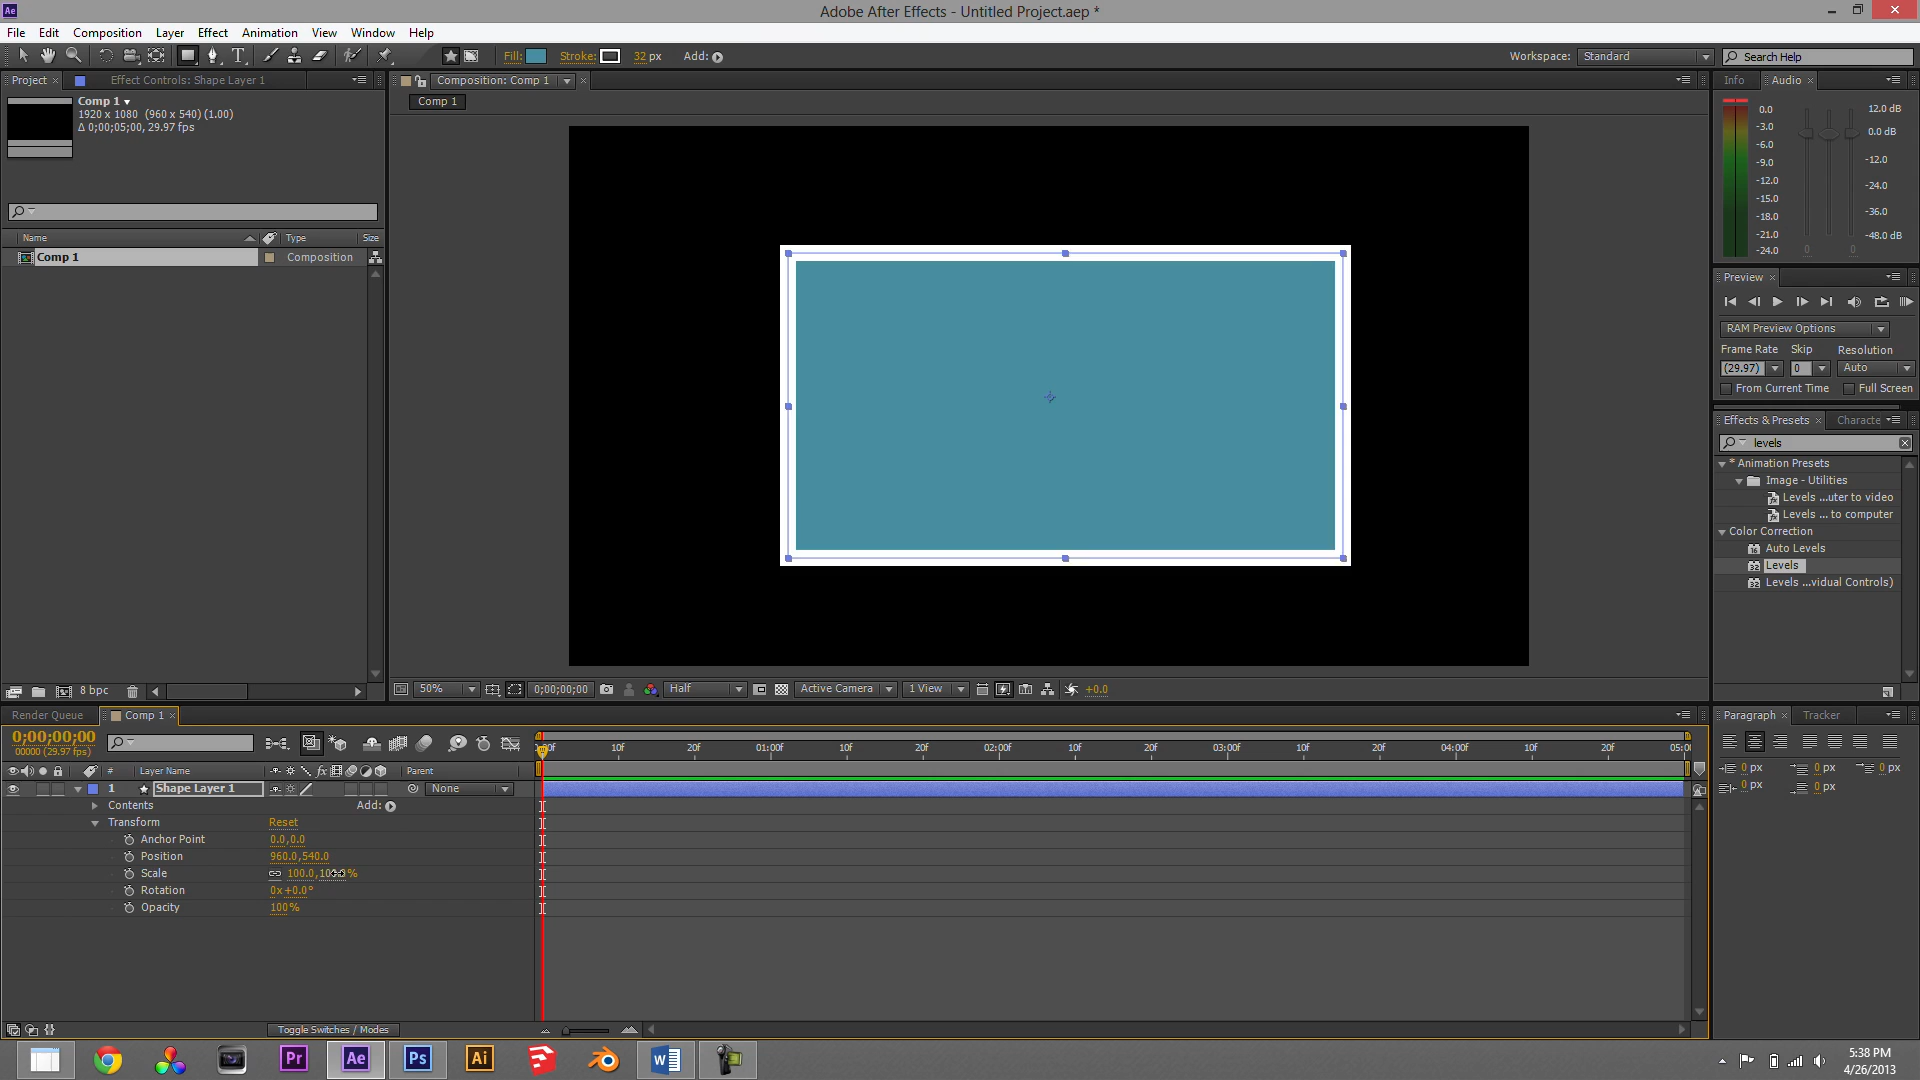 Ae
Adobe After Effects - Untitled Project.aep *
File Edit Composition Layer Effect Animation View Window Help
T Fill: Stroke: 32 px Add:
Workspace: Standard Search Help
Project × Effect Controls: Shape Layer 1
Comp 1
1920 x 1080 (960 x 540) (1.00)
Δ 0;00;05;00, 29.97 fps
Name Type Size
Comp 1 Composition
8 bpc
Composition: Comp 1
Comp 1
50% 0;00;00;00 Half Active Camera 1 View +0.0
Info Audio ×
0.0
-3.0
-6.0
-9.0
-12.0
-15.0
-18.0
-21.0
-24.0
12.0 dB
0.0 dB
-12.0
-24.0
-36.0
-48.0 dB
0 0
Preview ×
RAM Preview Options
Frame Rate Skip Resolution
(29.97) 0 Auto
From Current Time Full Screen
Effects & Presets × Characte
levels
* Animation Presets
Image - Utilities
Levels ...uter to video
Levels ... to computer
Color Correction
Auto Levels
Levels
Levels ...vidual Controls)
Render Queue Comp 1 ×
0;00;00;00
00000 (29.97 fps)
# Layer Name fx Parent
10f 20f 01:00f 10f 20f 02:00f 10f 20f 03:00f 10f 20f 04:00f 10f 20f
1 Shape Layer 1 None
Contents Add:
Transform Reset
Anchor Point 0.0,0.0
Position 960.0,540.0
Scale 100.0, %
Rotation 0x+0.0°
Opacity 100%
Toggle Switches / Modes
Paragraph × Tracker
0 px 0 px 0 px
0 px 0 px
Pr Ae Ps Ai W
5:38 PM
4/26/2013